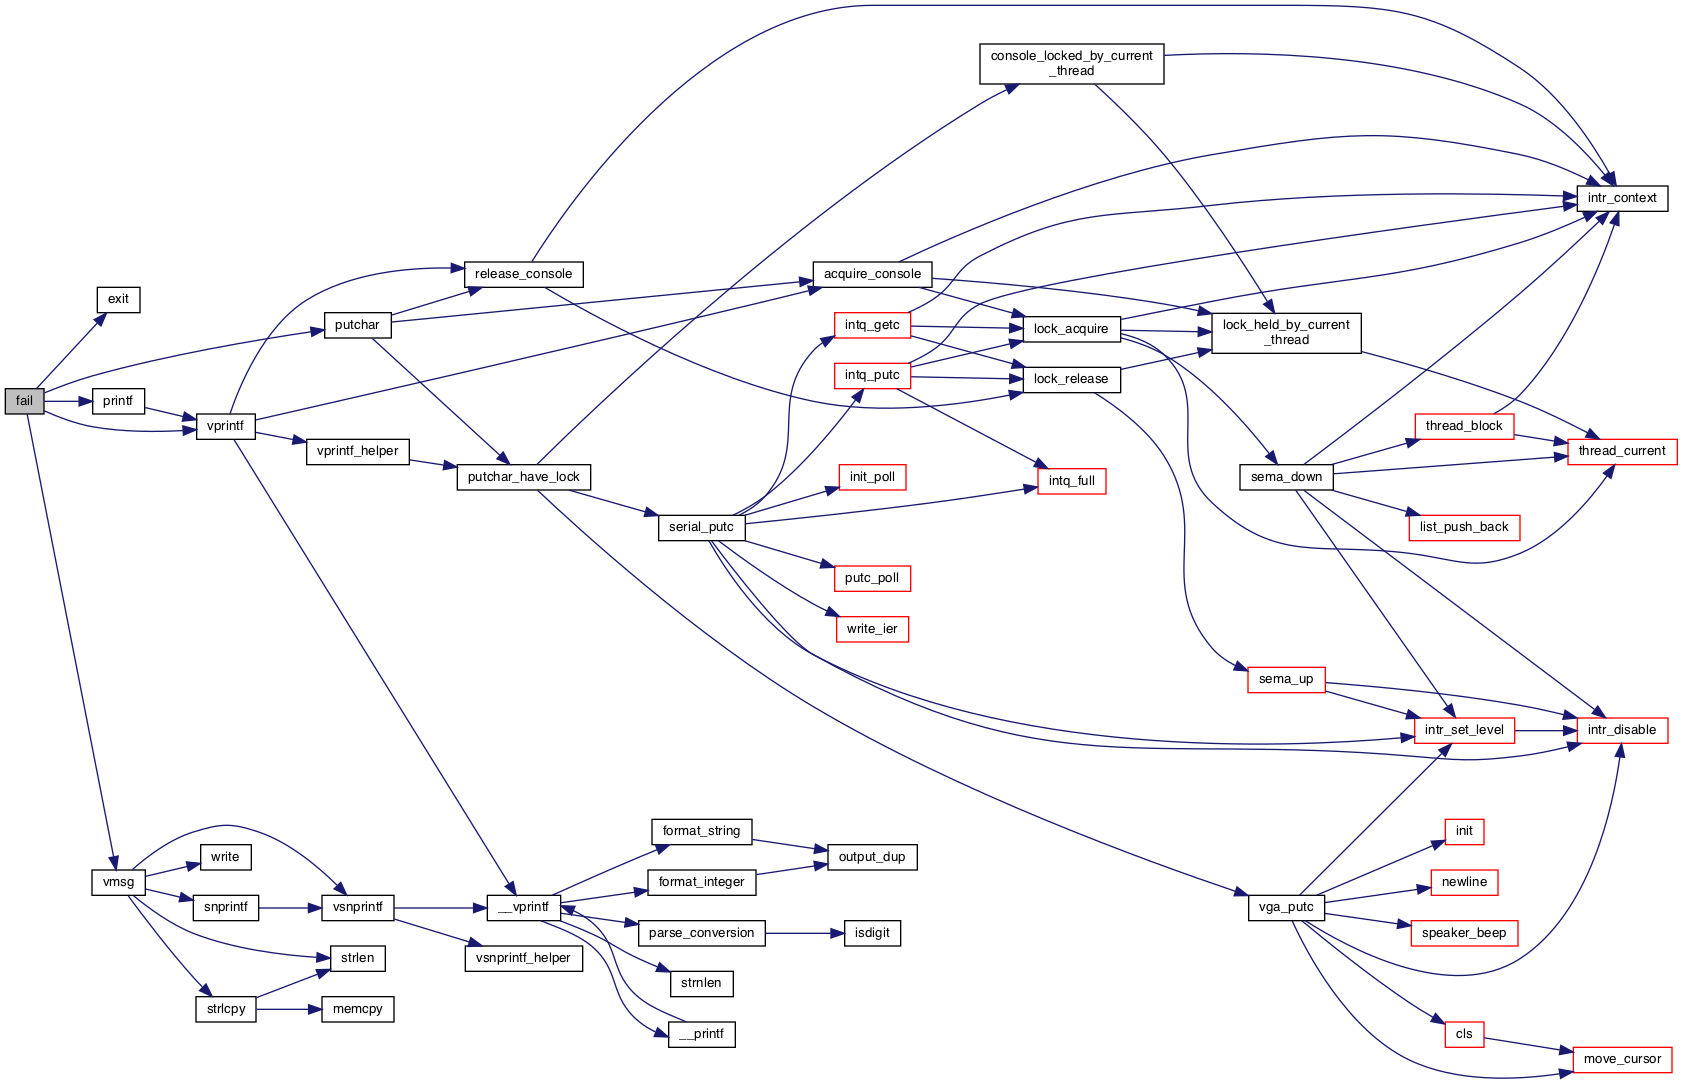 console_locked_by_current
_thread
intr_context
release_console
acquire_console
exit
putchar
intq_getc
lock_acquire
lock_held_by_current
_thread
intq_putc
lock_release
fail
printf
vprintf
thread_block
vprintf_helper
thread_current
putchar_have_lock
init_poll
intq_full
sema_down
serial_putc
list_push_back
putc_poll
write_ier
sema_up
intr_set_level
intr_disable
format_string
init
write
output_dup
vmsg
format_integer
newline
snprintf
vsnprintf
__vprintf
vga_putc
parse_conversion
isdigit
speaker_beep
strlen
vsnprintf_helper
strnlen
strlcpy
memcpy
__printf
cls
move_cursor